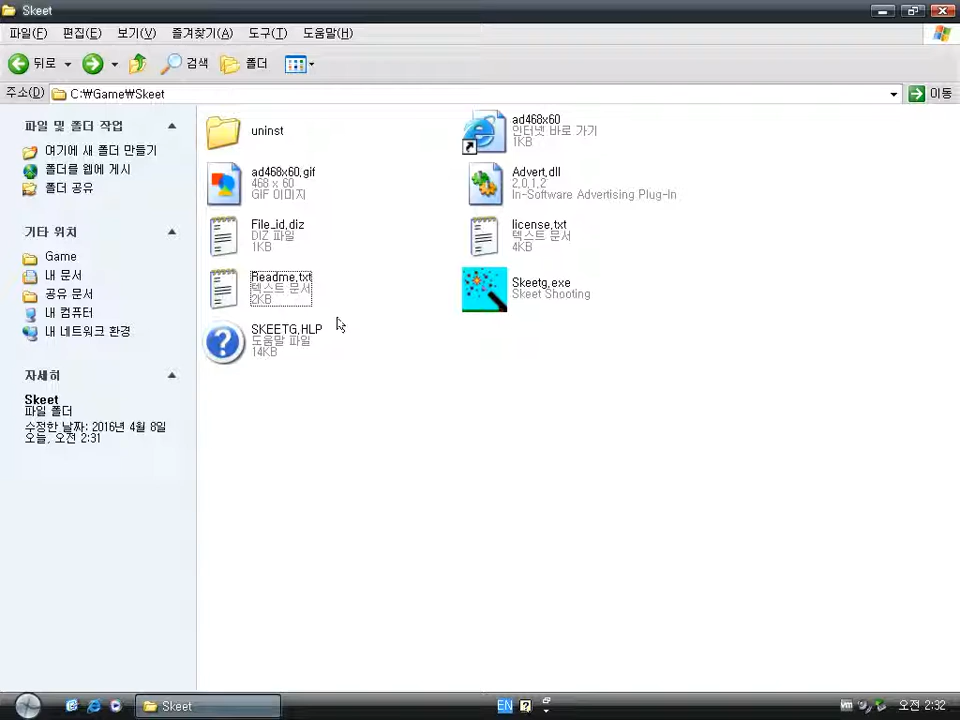 Skeet
파일(F) 편집(E) 보기(V) 즐겨찾기(A) 도구(T) 도움말(H)
뒤로 검색 폴더
주소(D) C:₩Game₩Skeet 이동
파일 및 폴더 작업
여기에 새 폴더 만들기
폴더를 웹에 게시
폴더 공유
기타 위치
Game
내 문서
공유 문서
내 컴퓨터
내 네트워크 환경
자세히
Skeet
파일 폴더
수정한 날짜: 2016년 4월 8일
오늘, 오전 2:31
uninst
ad468x60
인터넷 바로 가기
1KB
ad468x60.gif
468 x 60
GIF 이미지
Advert.dll
2.0.1.2
In-Software Advertising Plug-In
File_id.diz
DIZ 파일
1KB
license.txt
텍스트 문서
4KB
Readme.txt
텍스트 문서
2KB
Skeetg.exe
Skeet Shooting
SKEETG.HLP
도움말 파일
14KB
Skeet
EN
vm
오전 2:32